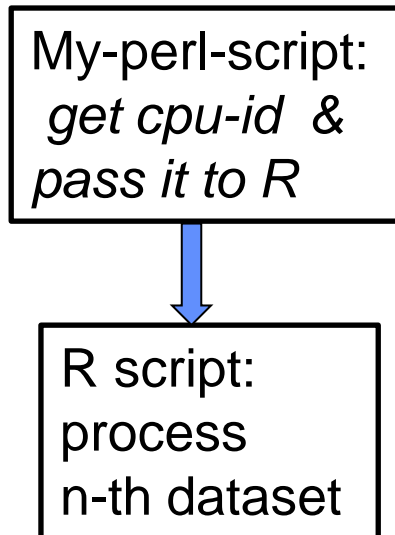 My-perl-script:
get cpu-id &
pass it to R
R script:
process
n-th dataset